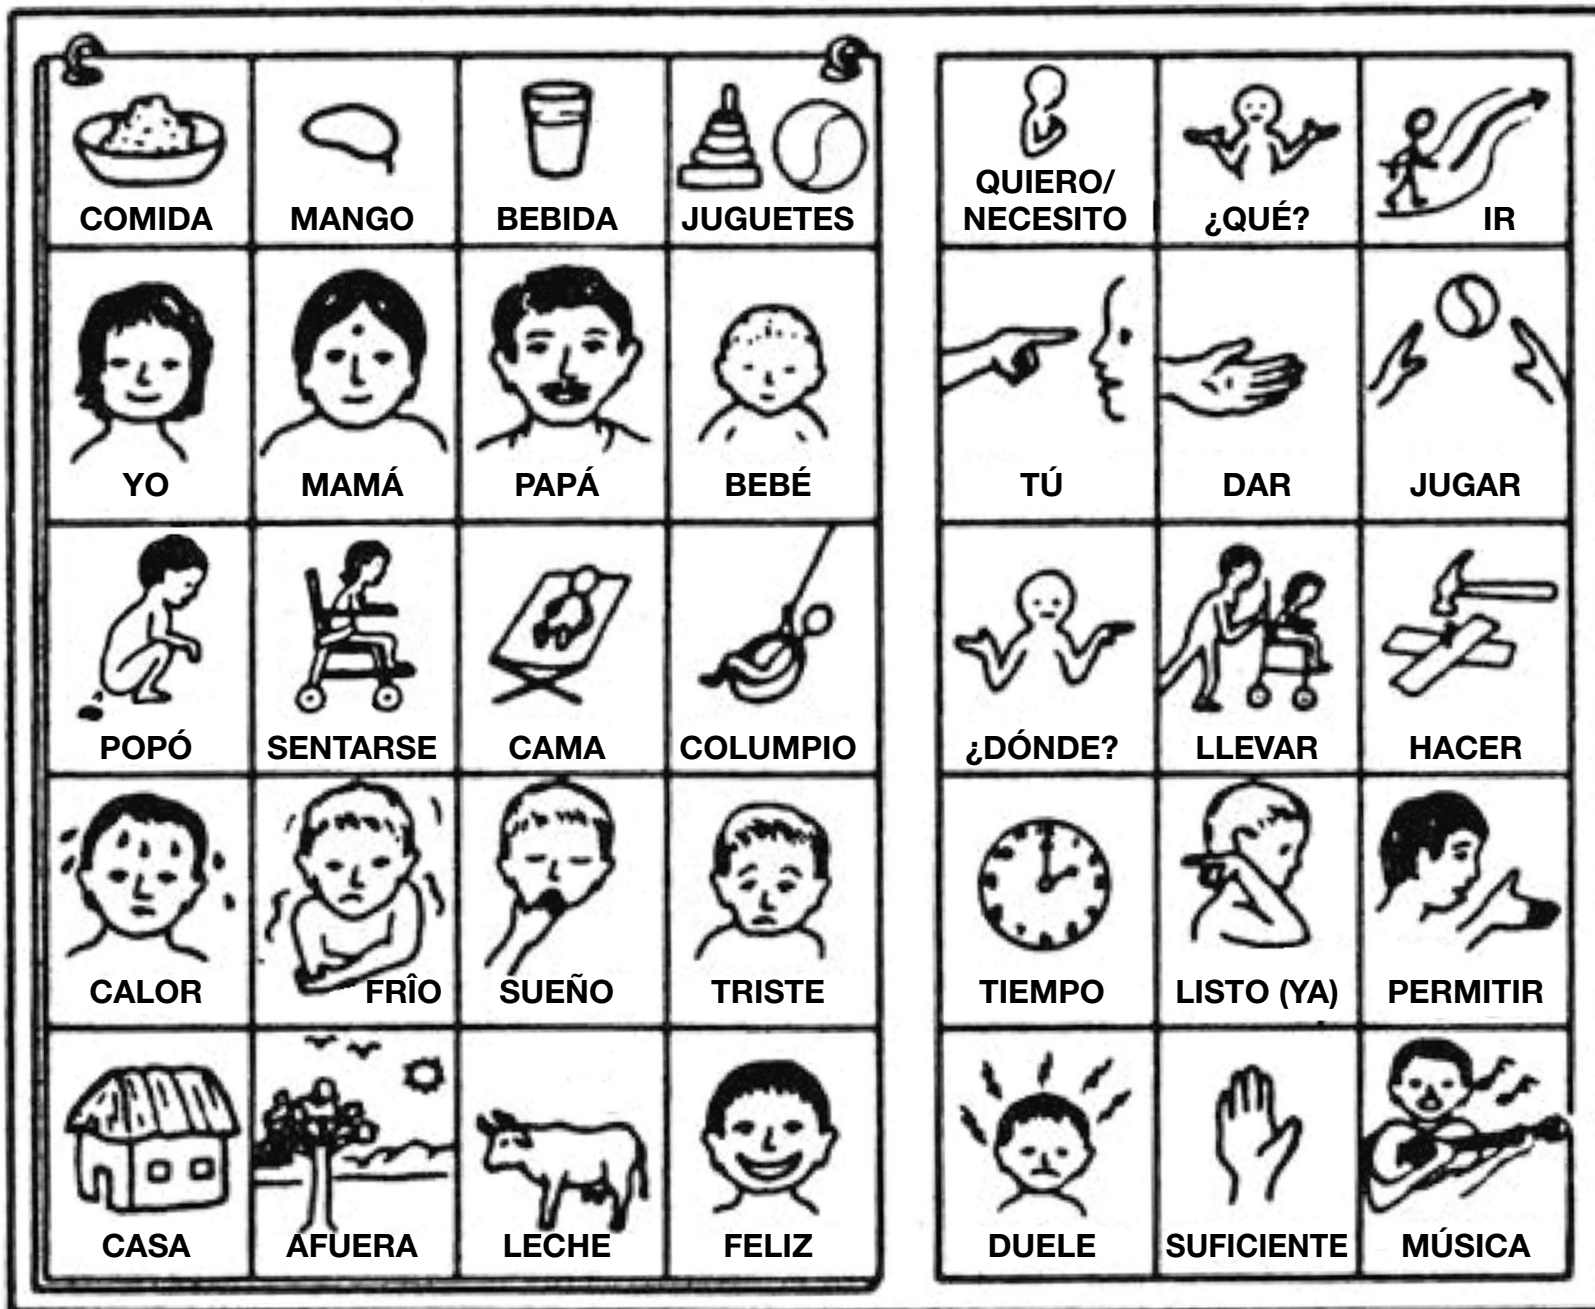 COMIDA MANGO BEBIDA JUGUETES
YO MAMÁ PAPÁ BEBÉ
POPÓ SENTARSE CAMA COLUMPIO
CALOR FRÎO SUEÑO TRISTE
CASA AFUERA LECHE FELIZ
QUIERO/
NECESITO ¿QUÉ? IR
TÚ DAR JUGAR
¿DÓNDE? LLEVAR HACER
TIEMPO LISTO (YA) PERMITIR
DUELE SUFICIENTE MÚSICA